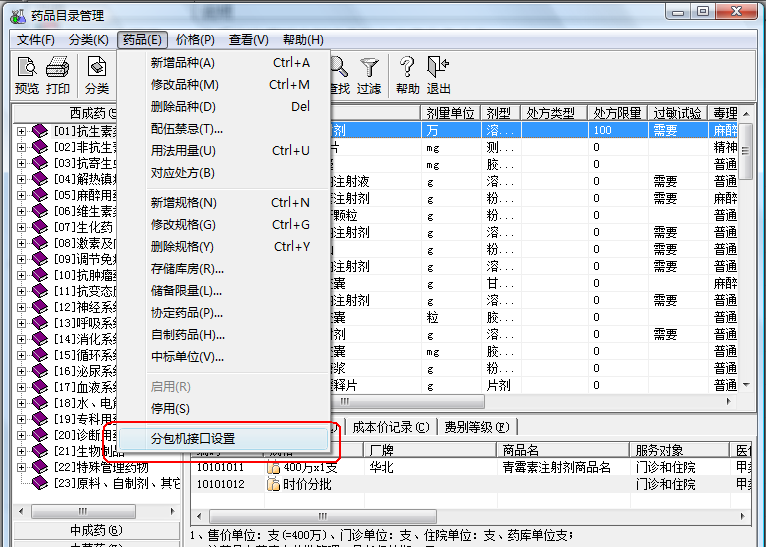 药品目录管理
文件(F) 分类(K) 药品(E) 价格(P) 查看(V) 帮助(H)
预览 打印 分类 查找 过滤 帮助 退出
新增品种(A) Ctrl+A
修改品种(M) Ctrl+M
删除品种(D) Del
配伍禁忌(T)...
用法用量(U) Ctrl+U
对应处方(B)
新增规格(N) Ctrl+N
修改规格(G) Ctrl+G
删除规格(Y) Ctrl+Y
存储库房(R)...
储备限量(L)...
协定药品(P)...
自制药品(H)...
中标单位(V)...
启用(R)
停用(S)
分包机接口设置
西成药(
[01]抗生素
[02]非抗生
[03]抗寄生
[04]解热镇
[05]麻醉用
[06]维生素
[07]生化药
[08]激素及
[09]调节免
[10]抗肿瘤
[11]抗变态
[12]神经系
[13]呼吸系
[14]消化系
[15]循环系
[16]泌尿系
[17]血液系
[18]水、电
[19]专科用
[20]诊断用
[21]生物制品
[22]特殊管理药物
[23]原料、自制剂、其它
中成药(6)
剂量单位 剂型 处方类型 处方限量 过敏试验 毒理
剂 万 溶... 100 需要 麻醉
片 mg 测... 0 精神
mg 胶... 0 普通
注射液 g 溶... 0 需要 普通
注射剂 g 粉... 0 需要 麻醉
颗粒 g 粉... 0 普通
注射剂 g 溶... 0 需要 普通
g 粉... 0 普通
注射剂 g 溶... 0 需要 普通
囊 g 甘... 0 麻醉
注射剂 g 粉... 0 需要 普通
囊 粒 胶... 0 普通
剂 g 溶... 0 需要 普通
囊 mg 胶... 0 普通
浆 g 粉... 0 普通
释片 g 片剂 0 普通
成本价记录(C) 费别等级(R)
规格 厂牌 商品名 服务对象
10101011 400万x1支 华北 青霉素注射剂商品名 门诊和住院 甲
10101012 时价分批 门诊和住院
1、售价单位：支(=400万)、门诊单位：支、住院单位：支、药库单位支；